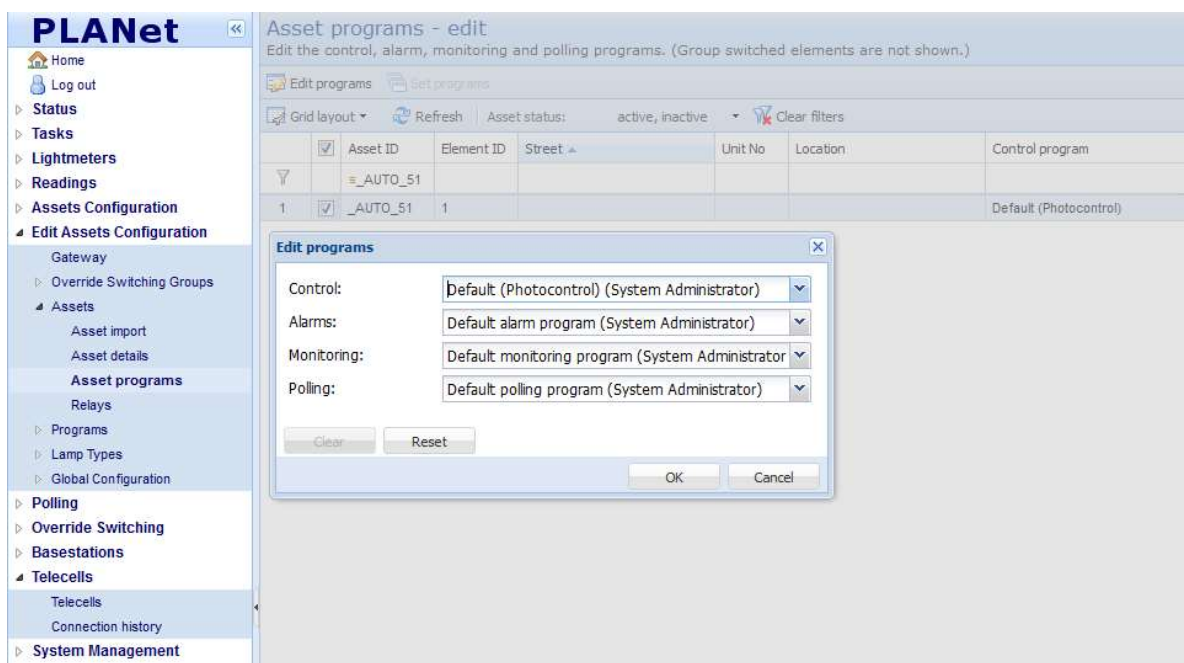 PLANet
Home
Log out
Status
Tasks
Lightmeters
Readings
Assets Configuration
Edit Assets Configuration
Gateway
Override Switching Groups
Assets
Asset import
Asset details
Asset programs
Relays
Programs
Lamp Types
Global Configuration
Polling
Override Switching
Basestations
Telecells
Telecells
Connection history
System Management
Asset programs - edit
Edit the control, alarm, monitoring and polling programs. (Group switched elements are not shown.)
Edit programs Set programs
Grid layout Refresh Asset status: active, inactive Clear filters
Asset ID Element ID Street Unit No Location Control program
=_AUTO_51
1 _AUTO_51 1 Default (Photocontrol)
Edit programs
Control: Default (Photocontrol) (System Administrator)
Alarms: Default alarm program (System Administrator)
Monitoring: Default monitoring program (System Administrator
Polling: Default polling program (System Administrator)
Clear Reset
OK Cancel